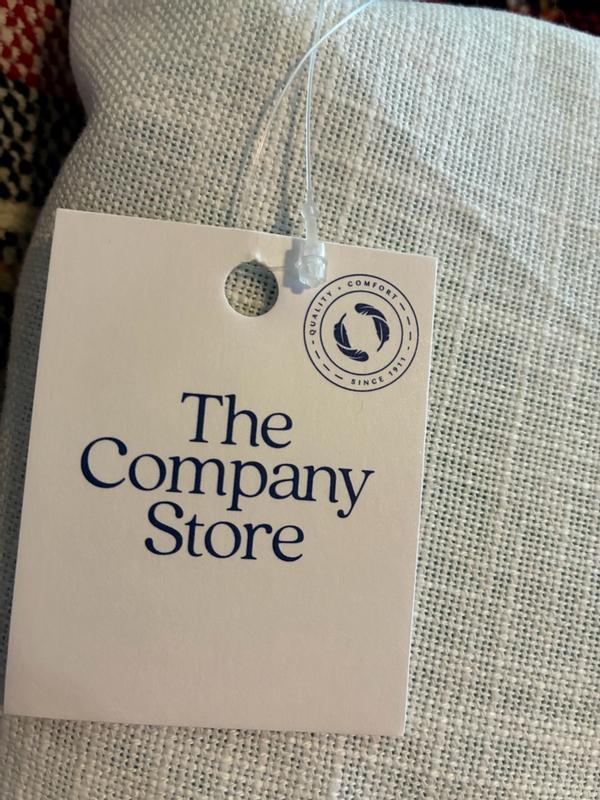 QUALITY • COMFORT
SINCE 1911
The
Company
Store